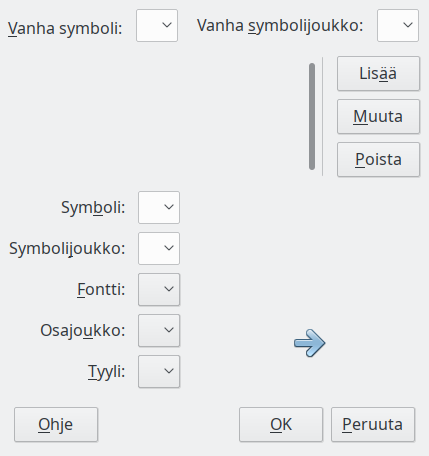 Vanha symboli: Vanha symbolijoukko:
Lisää
Muuta
Poista
Symboli:
Symbolijoukko:
Fontti:
Osajoukko:
Tyyli:
Ohje OK Peruuta